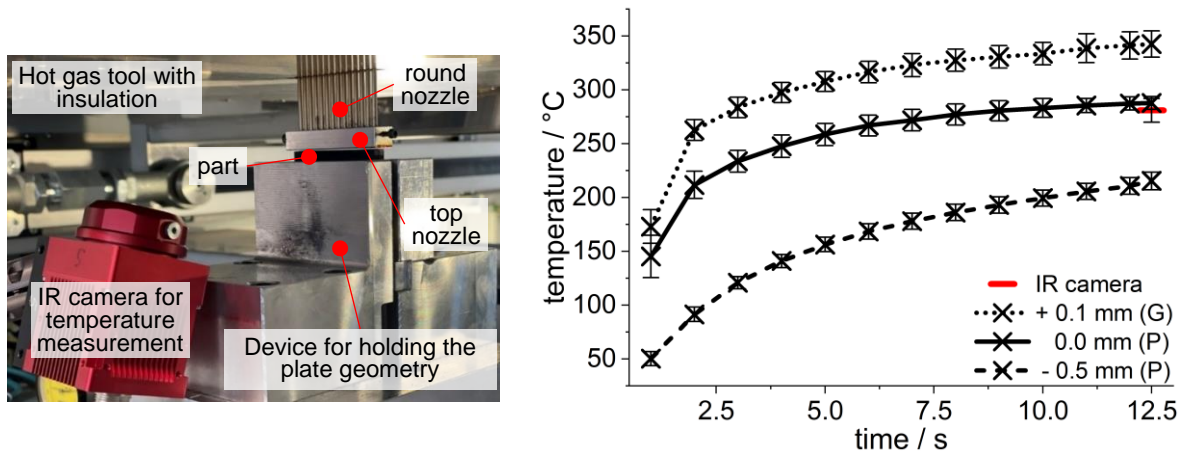 Hot gas tool with
insulation
round
nozzle
part
top
nozzle
IR camera for
temperature
measurement
Device for holding the
plate geometry
temperature / °C
350
300
250
200
150
100
50
IR camera
+ 0.1 mm (G)
0.0 mm (P)
- 0.5 mm (P)
2.5
5.0
7.5
10.0
12.5
time / s